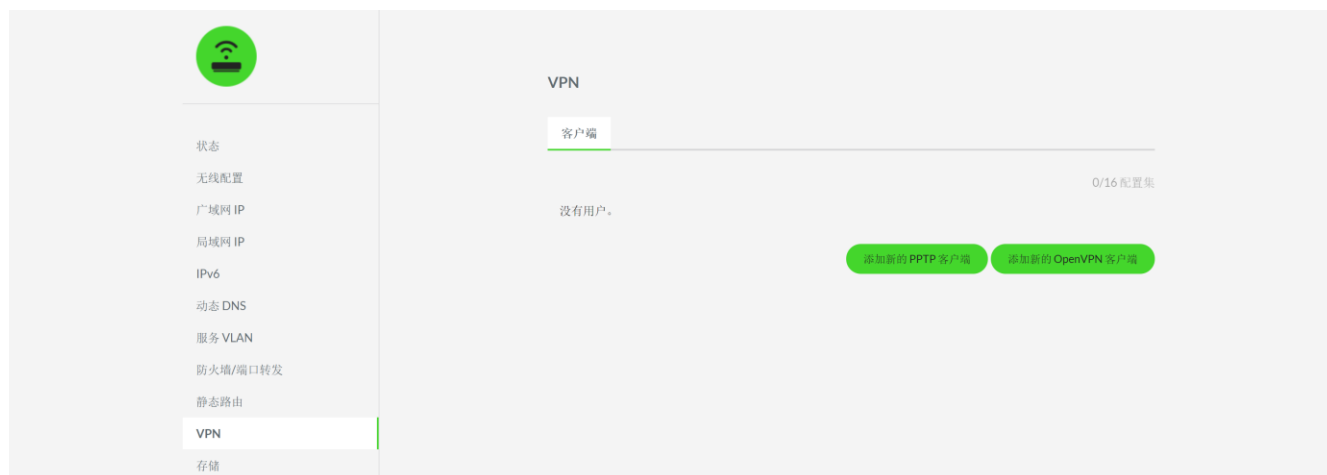 状态
无线配置
广域网 IP
局域网 IP
IPv6
动态 DNS
服务 VLAN
防火墙/端口转发
静态路由
VPN
存储
VPN
客户端
0/16 配置集
没有用户。
添加新的 PPTP 客户端
添加新的 OpenVPN 客户端